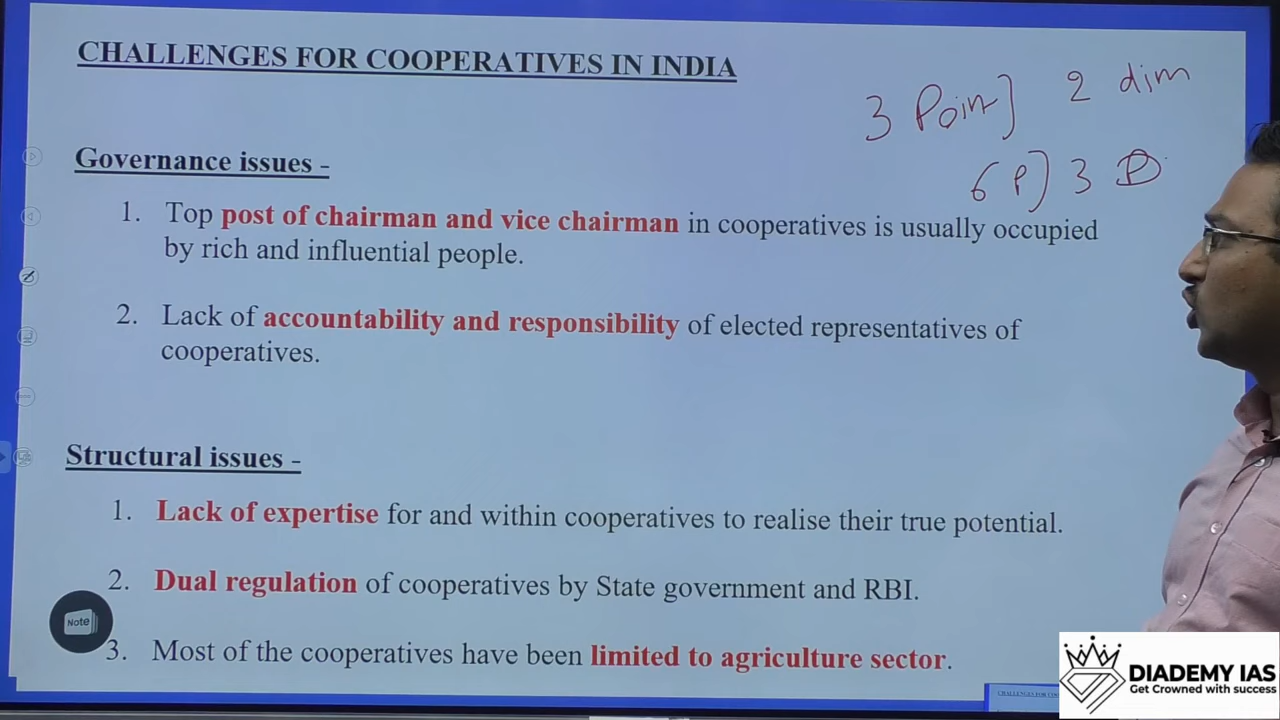 CHALLENGES FOR COOPERATIVES IN INDIA
3 Point] 2 dim
6 P) 3 D
Governance issues -
1. Top post of chairman and vice chairman in cooperatives is usually occupied
by rich and influential people.
2. Lack of accountability and responsibility of elected representatives of
cooperatives.
Structural issues -
1. Lack of expertise for and within cooperatives to realise their true potential.
2. Dual regulation of cooperatives by State government and RBI.
Note
3. Most of the cooperatives have been limited to agriculture sector.
DIADEMY IAS
Get Crowned with success